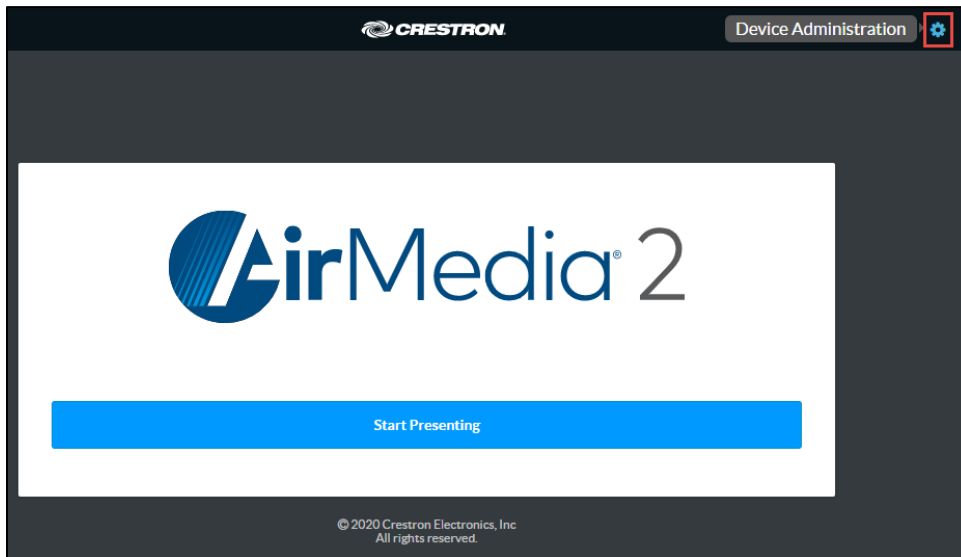 CRESTRON.
Device Administration
AirMedia® 2
Start Presenting
© 2020 Crestron Electronics, Inc
All rights reserved.